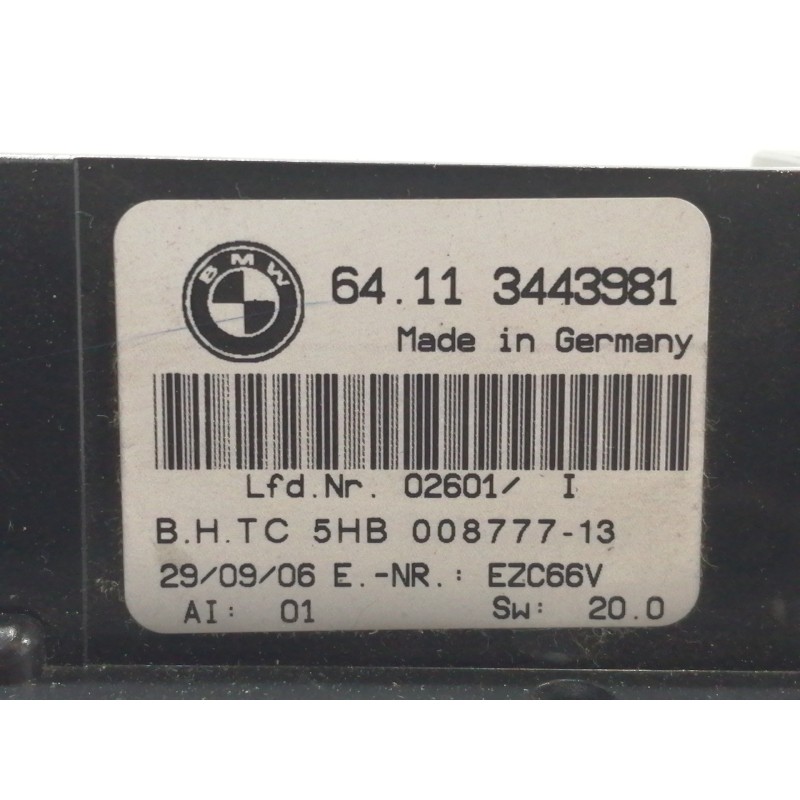 BMW
64.11 3443981
Made in Germany
Lfd.Nr. 02601/ I
B.H.TC 5HB 008777-13
29/09/06 E.-NR.: EZC66V
AI: 01 Sw: 20.0